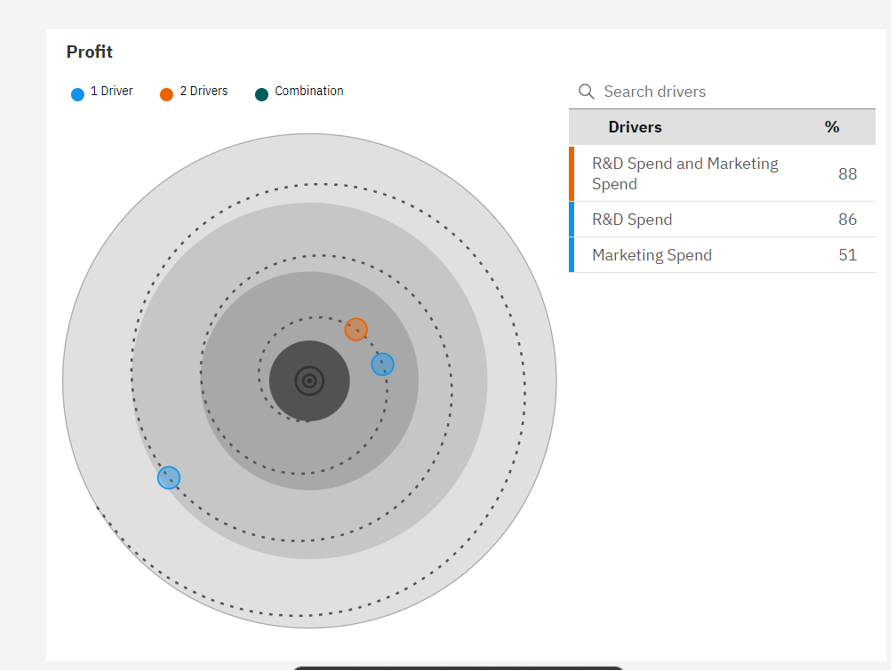 Profit
1 Driver
2 Drivers
Combination
Search drivers
Drivers
%
R&D Spend and Marketing
Spend
88
R&D Spend
86
Marketing Spend
51